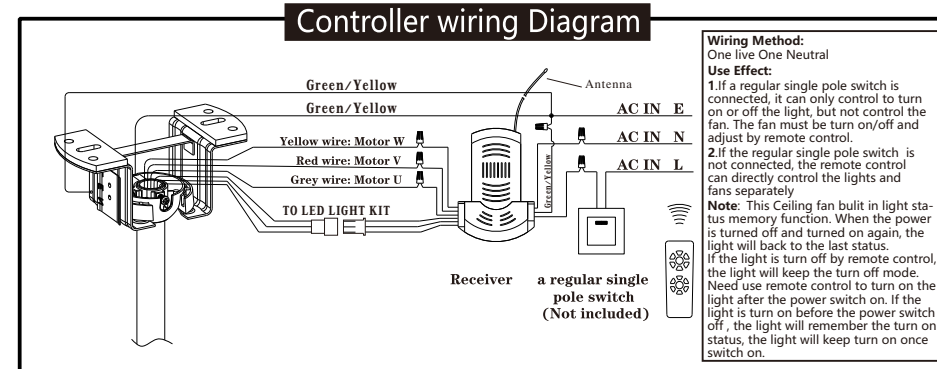 Controller wiring Diagram
Green/Yellow
Green/Yellow
Yellow wire: Motor W
Red wire: Motor V
Grey wire: Motor U
TO LED LIGHT KIT
Antenna
Green/Yellow
AC IN E
AC IN N
AC IN L
Receiver
a regular single
pole switch
(Not included)
Wiring Method:
One live One Neutral
Use Effect:
1.If a regular single pole switch is
connected, it can only control to turn
on or off the light, but not control the
fan. The fan must be turn on/off and
adjust by remote control.
2.If the regular single pole switch is
not connected, the remote control
can directly control the lights and
fans separately
Note: This Ceiling fan bulit in light sta-
tus memory function. When the power
is turned off and turned on again, the
light will back to the last status.
If the light is turn off by remote control,
the light will keep the turn off mode.
Need use remote control to turn on the
light after the power switch on. If the
light is turn on before the power switch
off , the light will remember the turn on
status, the light will keep turn on once
switch on.